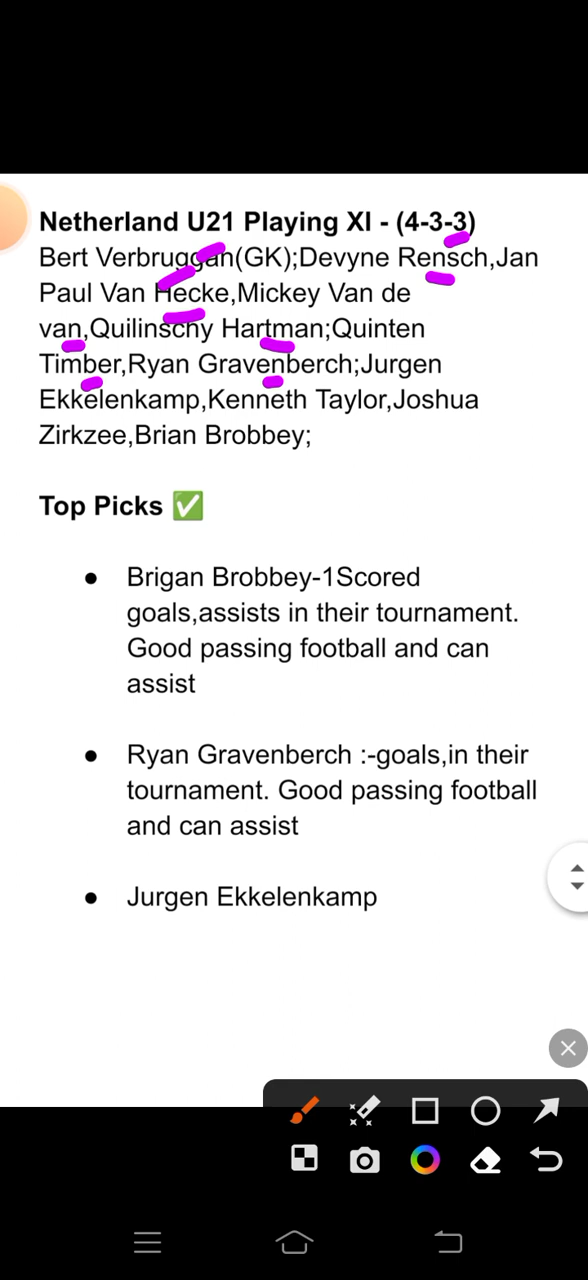 Netherland U21 Playing XI - (4-3-3)
Bert Verbruggan(GK);Devyne Rensch,Jan
Paul Van Hecke,Mickey Van de
van,Quilinschy Hartman;Quinten
Timber,Ryan Gravenberch;Jurgen
Ekkelenkamp,Kenneth Taylor,Joshua
Zirkzee,Brian Brobbey;
Top Picks ✅
● Brigan Brobbey-1Scored
goals,assists in their tournament.
Good passing football and can
assist
● Ryan Gravenberch :-goals,in their
tournament. Good passing football
and can assist
● Jurgen Ekkelenkamp